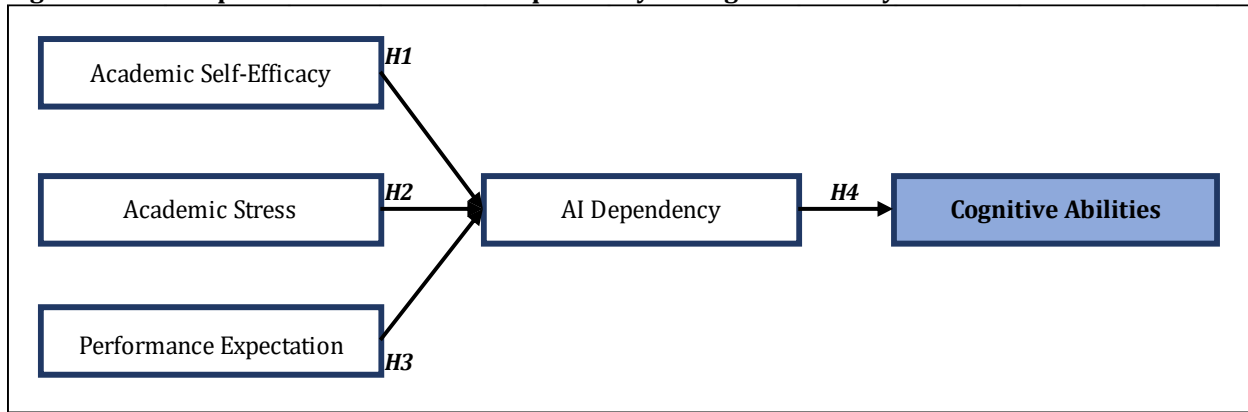 Academic Self-Efficacy
H1
Academic Stress
H2
AI Dependency
H4
Cognitive Abilities
Performance Expectation
H3